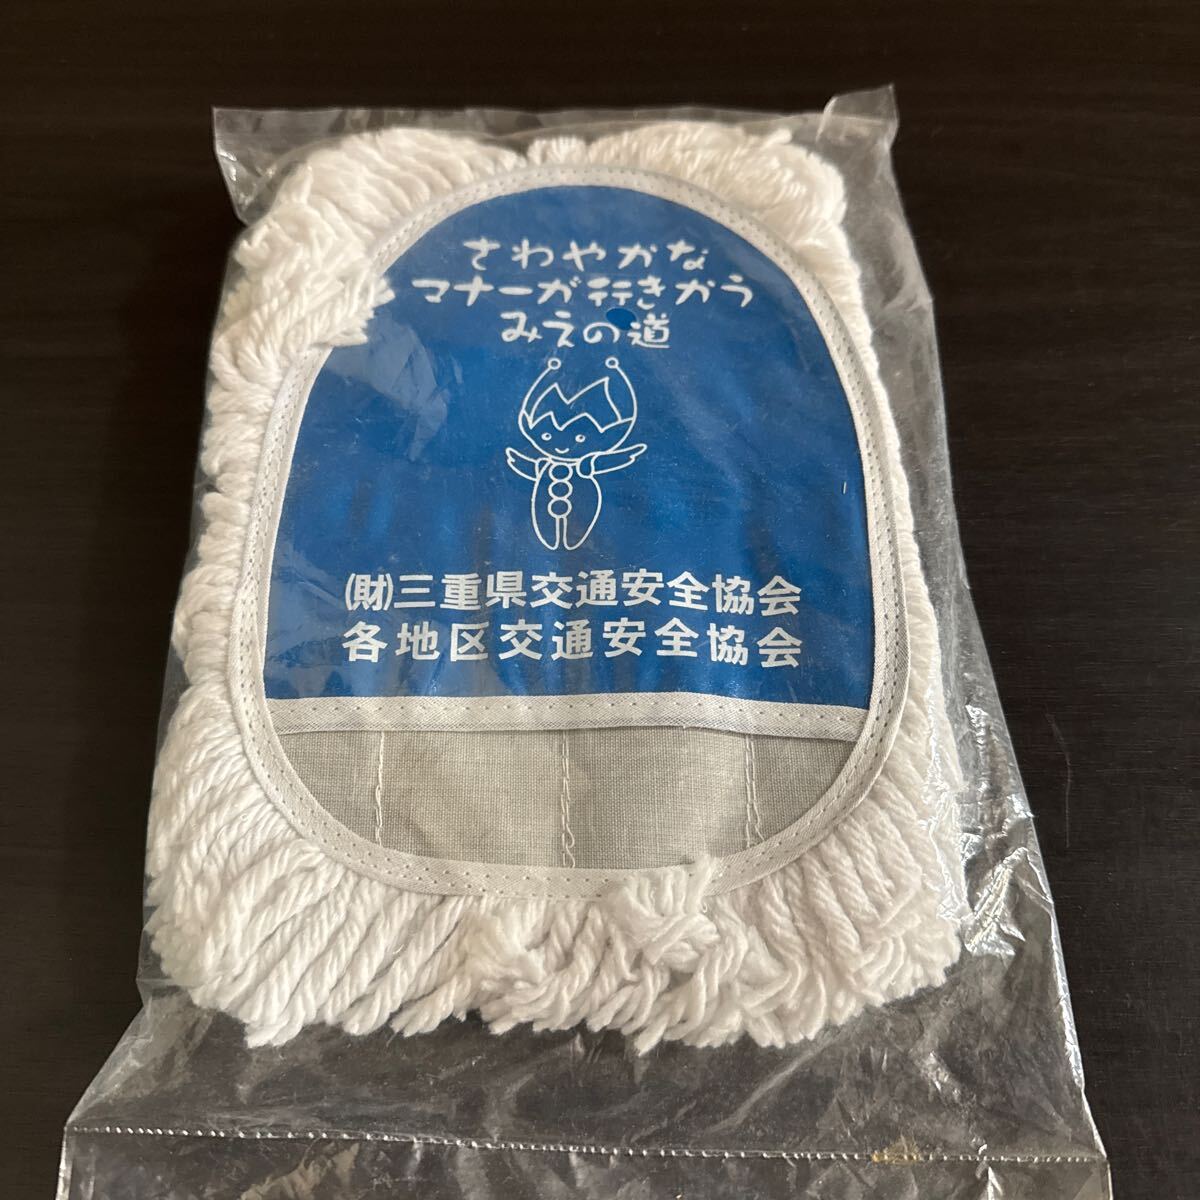 さわやかな
マナーが行きかう
みえの道
(財)三重県交通安全協会
各地区交通安全協会